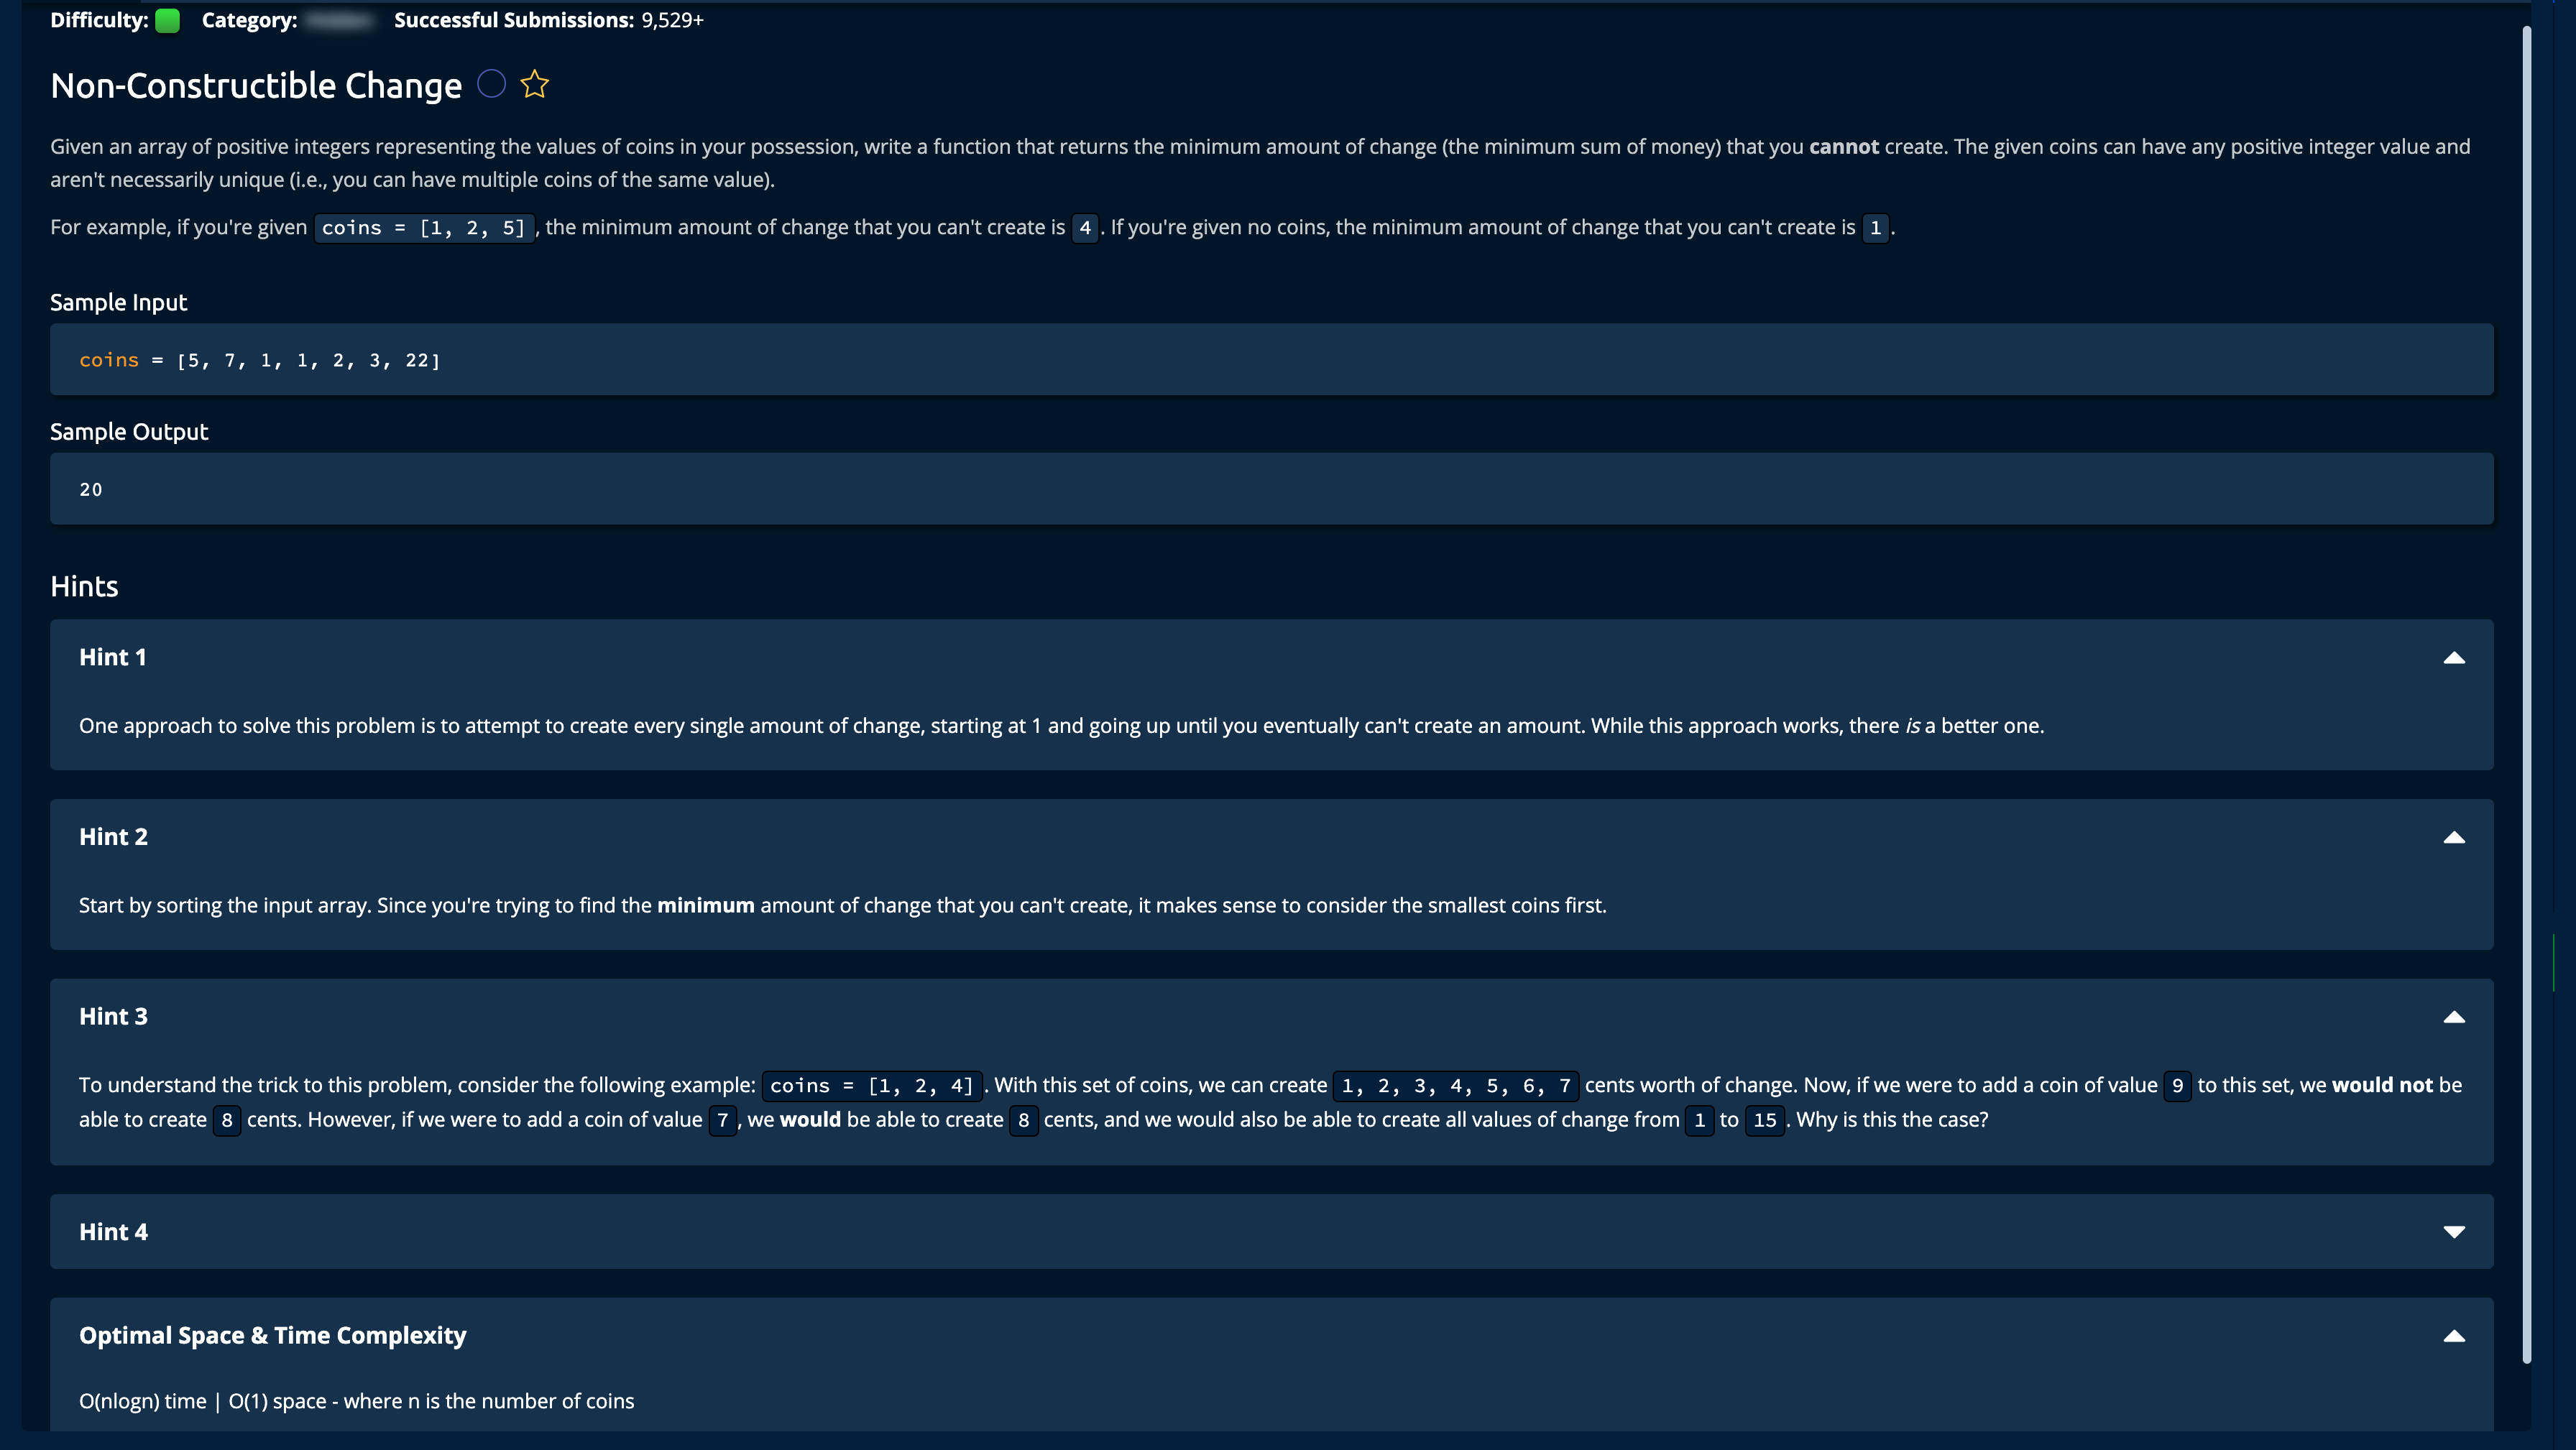 Difficulty: Category: Successful Submissions: 9,529+
Non-Constructible Change
Given an array of positive integers representing the values of coins in your possession, write a function that returns the minimum amount of change (the minimum sum of money) that you cannot create. The given coins can have any positive integer value and
aren't necessarily unique (i.e., you can have multiple coins of the same value).
For example, if you're given coins = [1, 2, 5] , the minimum amount of change that you can't create is 4 . If you're given no coins, the minimum amount of change that you can't create is 1 .
Sample Input
coins = [5, 7, 1, 1, 2, 3, 22]
Sample Output
20
Hints
Hint 1
One approach to solve this problem is to attempt to create every single amount of change, starting at 1 and going up until you eventually can't create an amount. While this approach works, there is a better one.
Hint 2
Start by sorting the input array. Since you're trying to find the minimum amount of change that you can't create, it makes sense to consider the smallest coins first.
Hint 3
To understand the trick to this problem, consider the following example: coins = [1, 2, 4] . With this set of coins, we can create 1, 2, 3, 4, 5, 6, 7 cents worth of change. Now, if we were to add a coin of value 9 to this set, we would not be
able to create 8 cents. However, if we were to add a coin of value 7 , we would be able to create 8 cents, and we would also be able to create all values of change from 1 to 15 . Why is this the case?
Hint 4
Optimal Space & Time Complexity
O(nlogn) time | O(1) space - where n is the number of coins